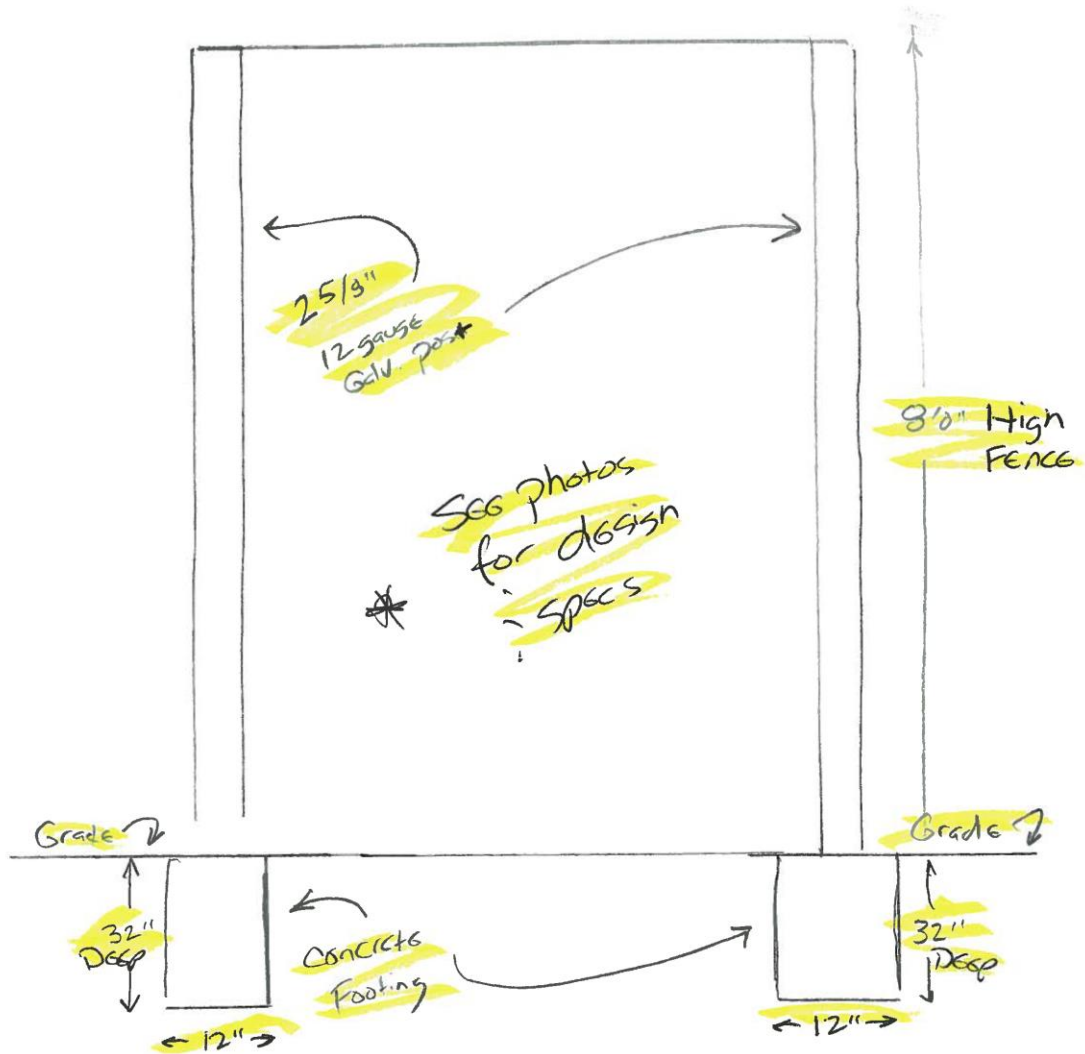 2 5/8"
12 gauge
Galv. post
8'0" High
FENCE
See photos
for design
specs
Grade
Grade
32"
Deep
Concrete
Footing
32"
Deep
12"
12"